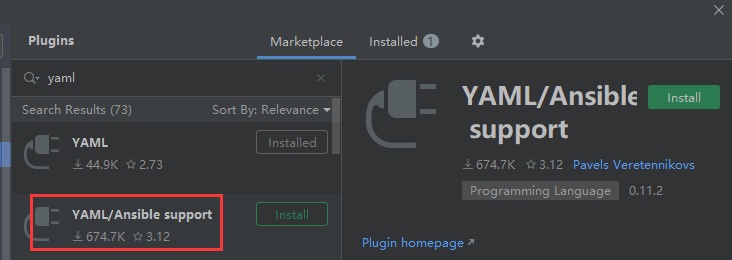 Plugins
Marketplace
Installed 1
yaml
Search Results (73)
Sort By: Relevance
YAML
Installed
44.9K 2.73
YAML/Ansible support
Install
674.7K 3.12
YAML/Ansible
support
Install
674.7K 3.12 Pavels Veretennikovs
Programming Language 0.11.2
Plugin homepage